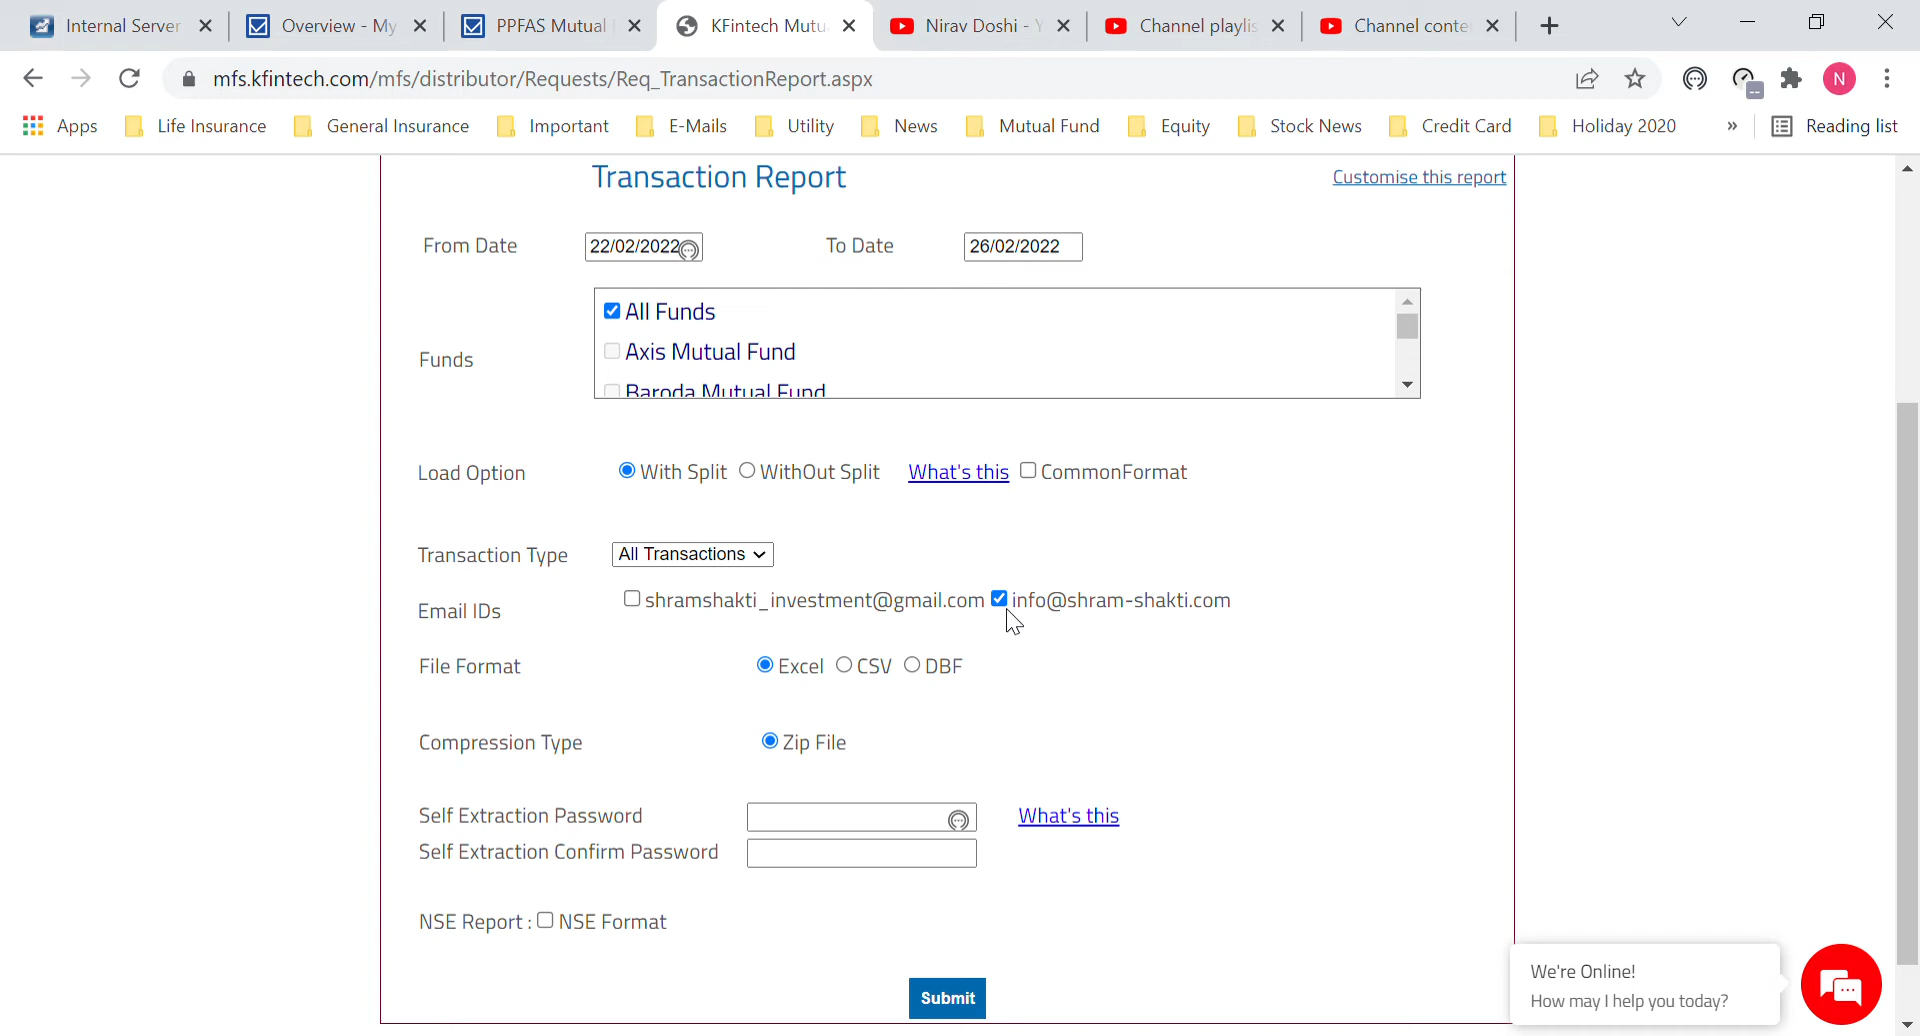 Internal Server
Overview - My
PPFAS Mutual
KFintech Mutu
Nirav Doshi - Y
Channel playlis
Channel conte
mfs.kfintech.com/mfs/distributor/Requests/Req_TransactionReport.aspx
N
Apps
Life Insurance
General Insurance
Important
E-Mails
Utility
News
Mutual Fund
Equity
Stock News
Credit Card
Holiday 2020
»
Reading list
Transaction Report
Customise this report
From Date 22/02/2022 To Date 26/02/2022
All Funds
Axis Mutual Fund
Funds
Baroda Mutual Fund
Load Option With Split WithOut Split What's this CommonFormat
Transaction Type All Transactions
Email IDs shramshakti_investment@gmail.com info@shram-shakti.com
File Format Excel CSV DBF
Compression Type Zip File
Self Extraction Password What's this
Self Extraction Confirm Password
NSE Report : NSE Format
Submit
We're Online!
How may I help you today?